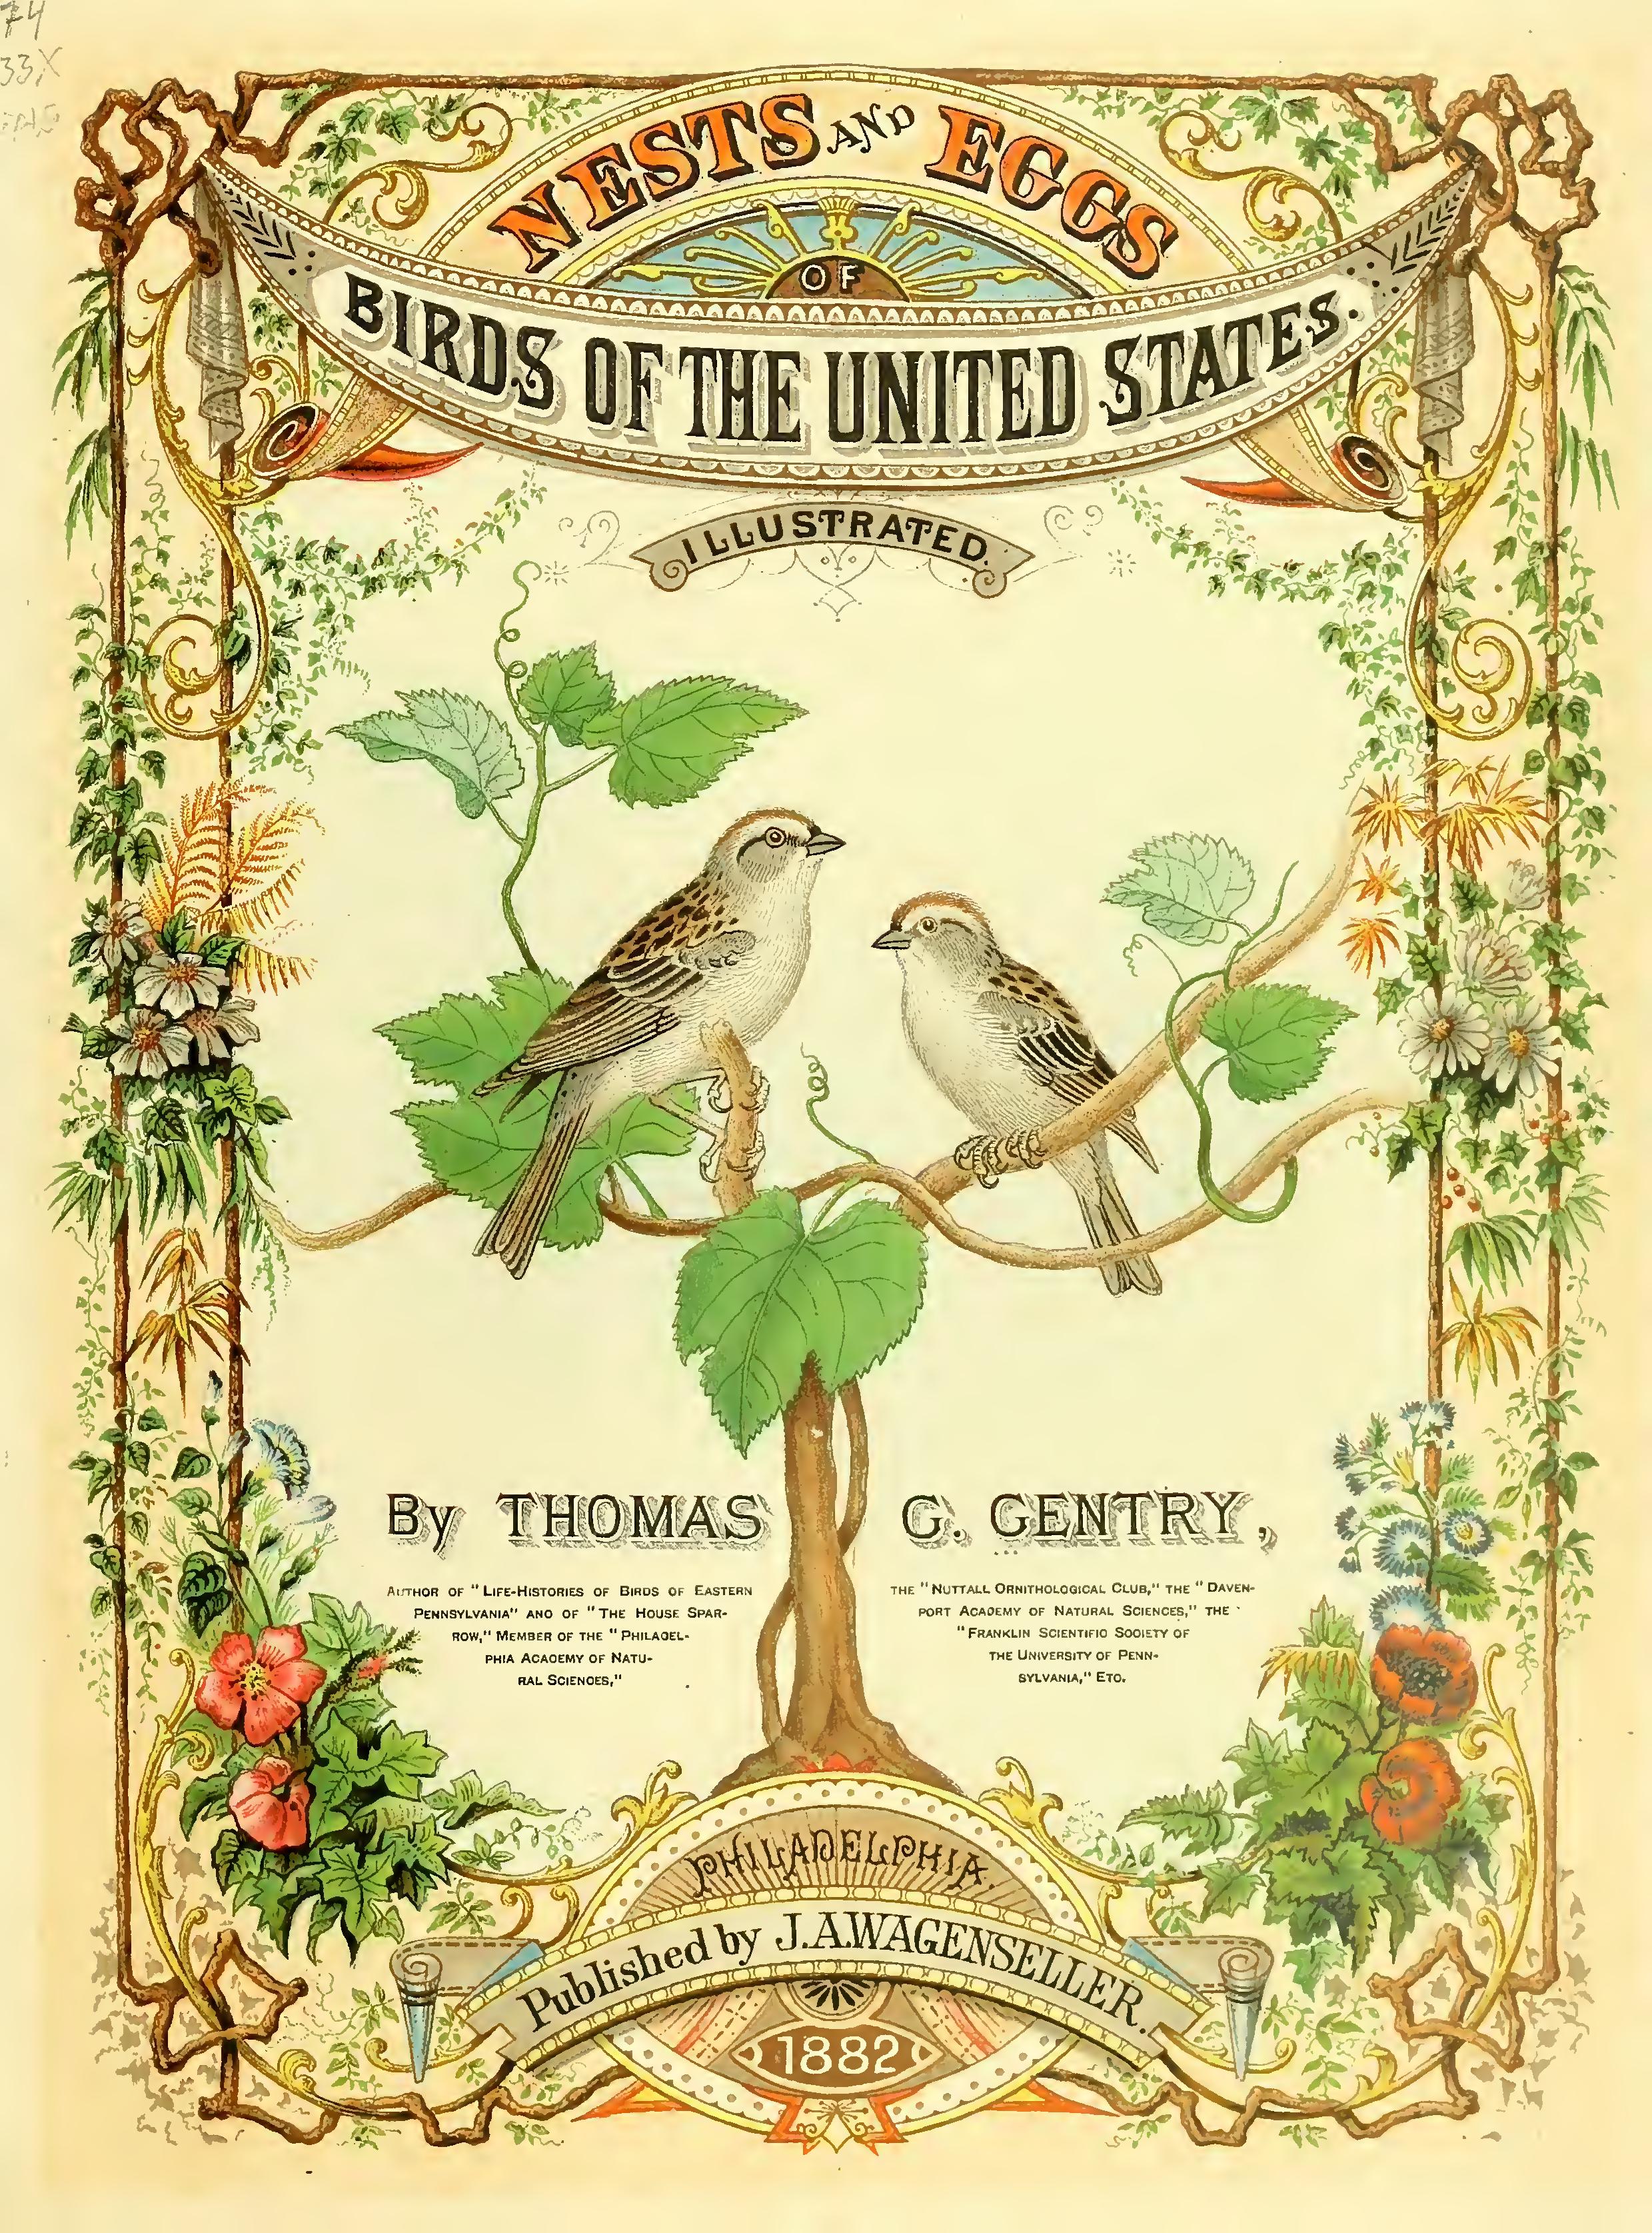 74
33X
NESTS AND EGGS
OF
BIRDS OF THE UNITED STATES.
ILLUSTRATED.
By THOMAS G. GENTRY,
AUTHOR OF "LIFE-HISTORIES OF BIRDS OF EASTERN
PENNSYLVANIA" AND OF "THE HOUSE SPAR-
ROW," MEMBER OF THE "PHILADEL-
PHIA ACADEMY OF NATU-
RAL SCIENCES,"
THE "NUTTALL ORNITHOLOGICAL CLUB," THE "DAVEN-
PORT ACADEMY OF NATURAL SCIENCES," THE
"FRANKLIN SCIENTIFIC SOCIETY OF
THE UNIVERSITY OF PENN-
SYLVANIA," ETC.
PHILADELPHIA.
Published by J.A.WAGENSELLER.
1882